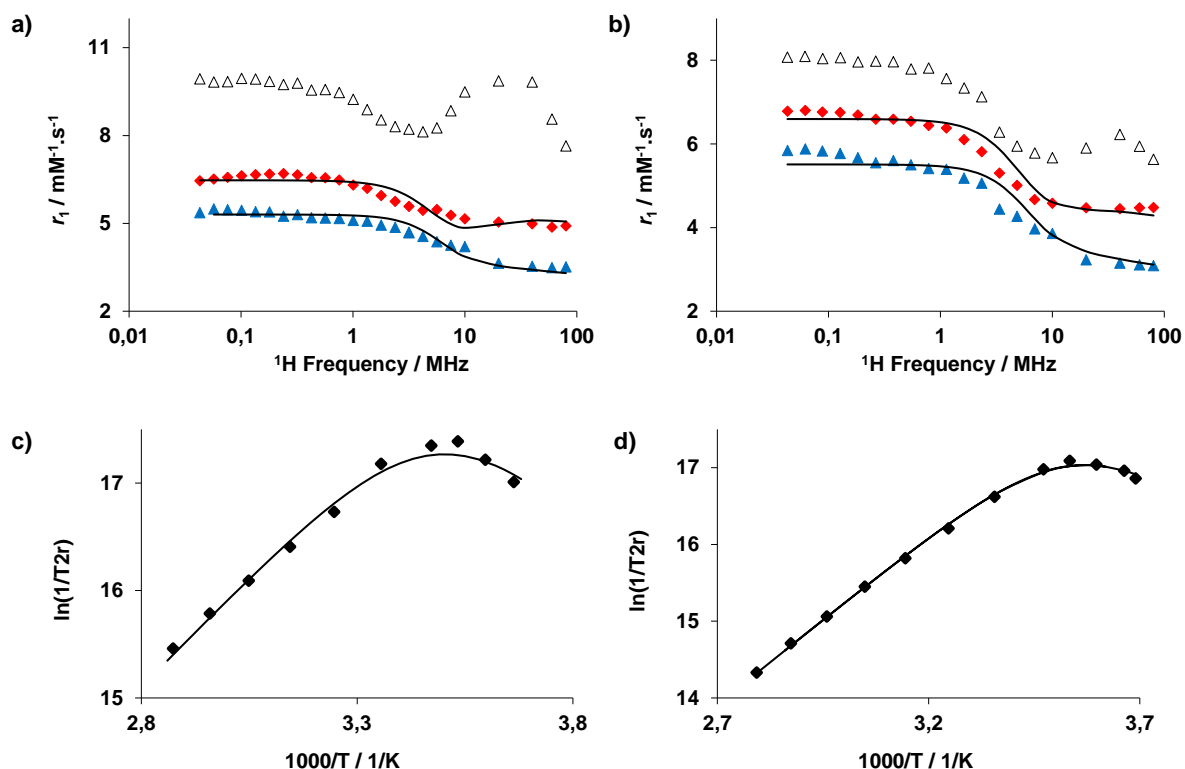 a)
11
8
5
2
r₁ / mM⁻¹.s⁻¹
0,01
0,1
1
10
100
¹H Frequency / MHz
b)
8
6
4
2
r₁ / mM⁻¹.s⁻¹
0,01
0,1
1
10
100
¹H Frequency / MHz
c)
17
16
15
ln(1/T2r)
2,8
3,3
3,8
1000/T / 1/K
d)
17
16
15
14
ln(1/T2r)
2,7
3,2
3,7
1000/T / 1/K